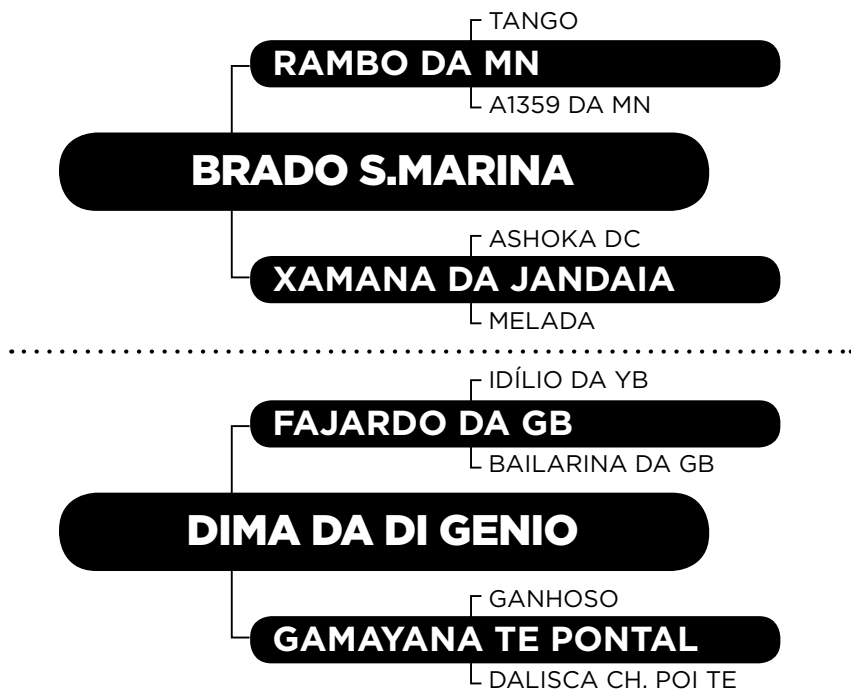 TANGO
RAMBO DA MN
A1359 DA MN
BRADO S.MARINA
ASHOKA DC
XAMANA DA JANDAIA
MELADA
IDÍLIO DA YB
FAJARDO DA GB
BAILARINA DA GB
DIMA DA DI GENIO
GANHOSO
GAMAYANA TE PONTAL
DALISCA CH. POI TE